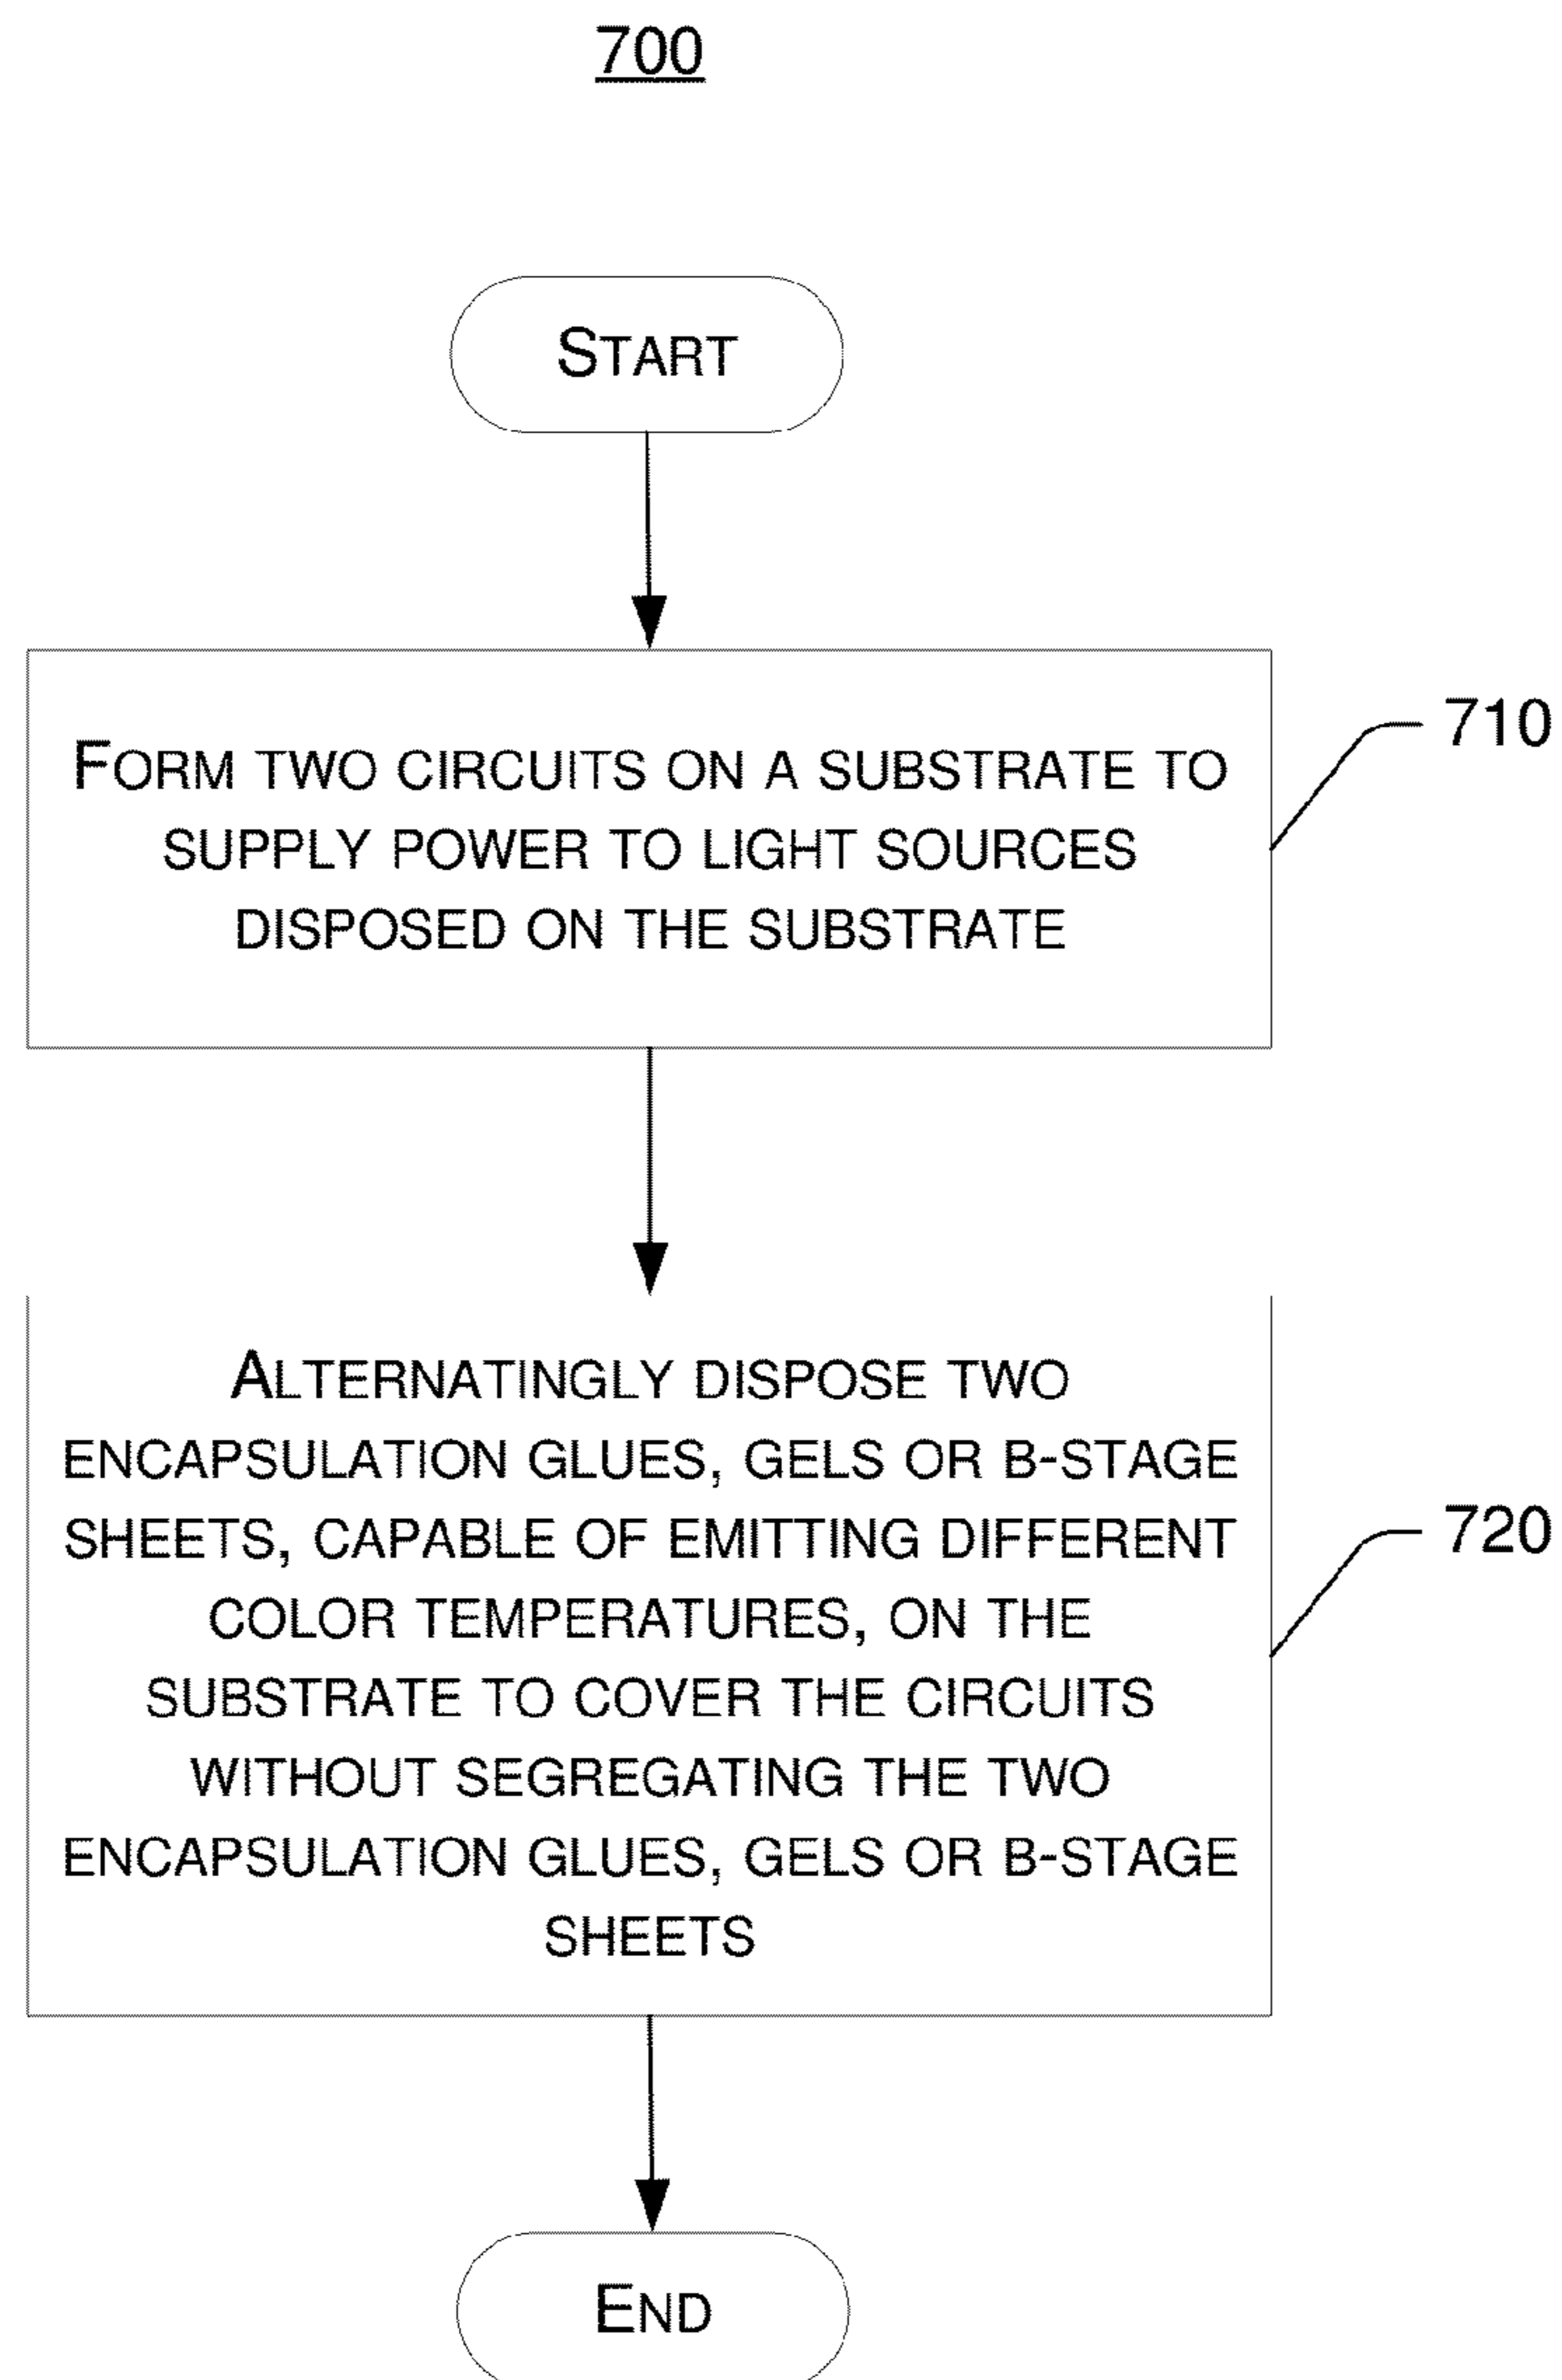 700
START
FORM TWO CIRCUITS ON A SUBSTRATE TO
SUPPLY POWER TO LIGHT SOURCES
DISPOSED ON THE SUBSTRATE
710
ALTERNATINGLY DISPOSE TWO
ENCAPSULATION GLUES, GELS OR B-STAGE
SHEETS, CAPABLE OF EMITTING DIFFERENT
COLOR TEMPERATURES, ON THE
SUBSTRATE TO COVER THE CIRCUITS
WITHOUT SEGREGATING THE TWO
ENCAPSULATION GLUES, GELS OR B-STAGE
SHEETS
720
END